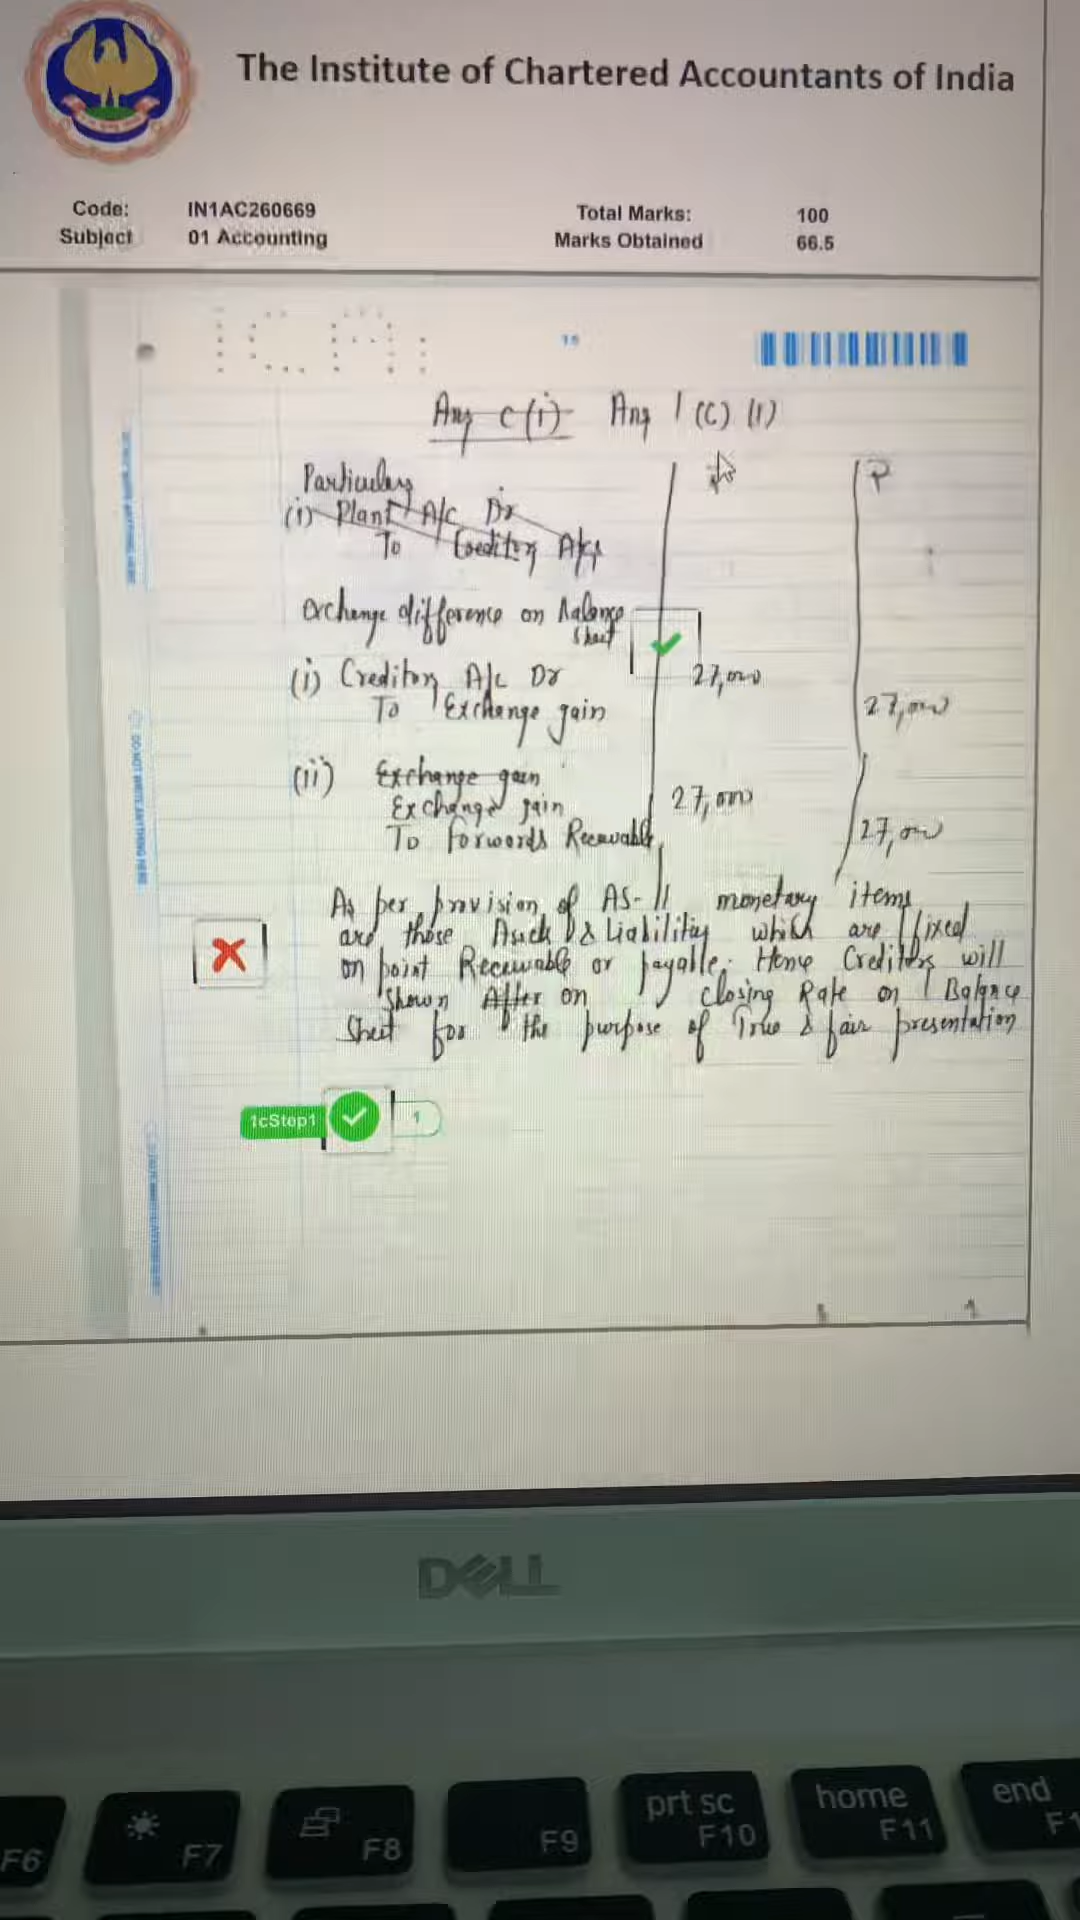 The Institute of Chartered Accountants of India
Code: IN1AC260669 Total Marks: 100
Subject 01 Accounting Marks Obtained 66.5
ICAI
15
Ans c (i) Ans 1 (C) (1)
Particulars
(i) Plant A/c Dr
To Creditors A/c
exchange difference on Balance
sheet
(i) Creditors A/c Dr 27,000
To Exchange gain 27,000
(ii) Exchange gain
Exchange gain 27,000
To Forwords Receivable 27,000
As per provision of AS-11 monetary items
are those & Liabilities which are fixed
on point Receivable or payable. Hence Creditors will
Shown After on closing Rate on Balance
Sheet for the purpose of True & fair presentation
1cStep1 1
DELL
F6 F7 F8 F9 prt sc F10 home F11 end F1